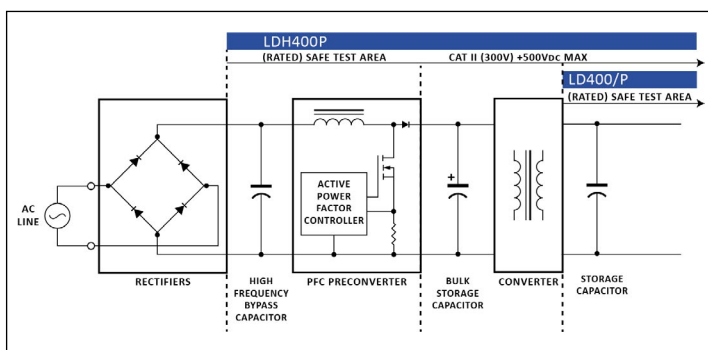 LDH400P
(RATED) SAFE TEST AREA CAT II (300V) +500VDC MAX
LD400/P
(RATED) SAFE TEST AREA
AC
LINE
ACTIVE
POWER
FACTOR
CONTROLLER
+
RECTIFIERS
HIGH
FREQUENCY
BYPASS
CAPACITOR
PFC PRECONVERTER
BULK
STORAGE
CAPACITOR
CONVERTER
STORAGE
CAPACITOR